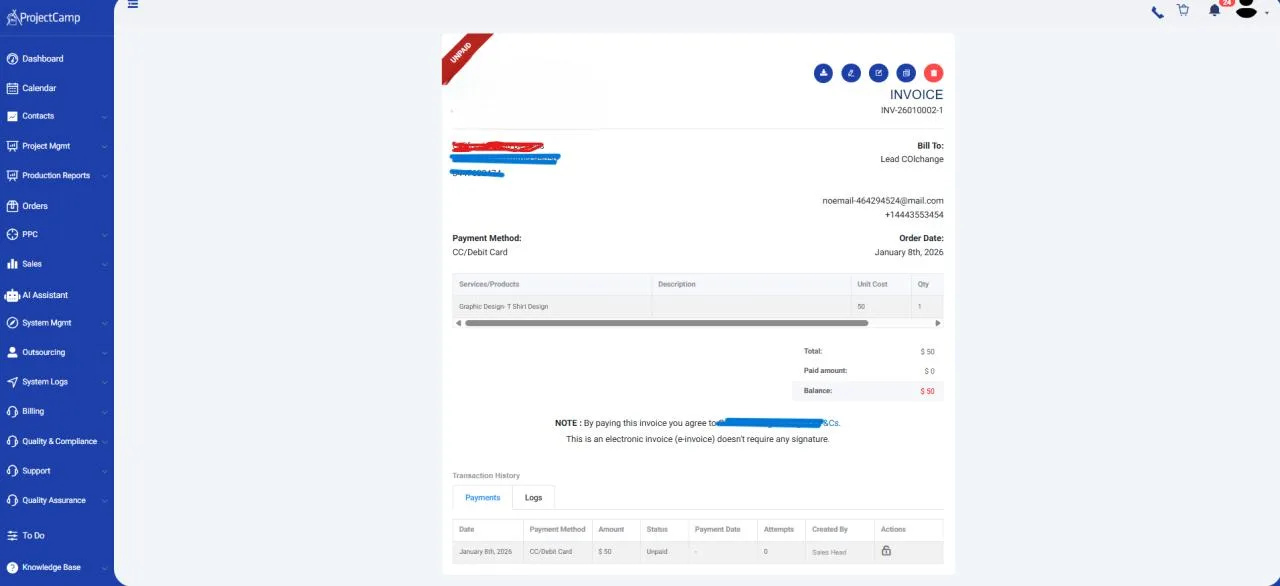 ProjectCamp
24
Dashboard
Calendar
Contacts
Project Mgmt
Production Reports
Orders
PPC
Sales
AI Assistant
System Mgmt
Outsourcing
System Logs
Billing
Quality & Compliance
Support
Quality Assurance
To Do
Knowledge Base
UNPAID
INVOICE
INV-26010002-1
Bill To:
Lead COlchange
noemail-464294524@mail.com
+14443553454
Payment Method:
Order Date:
CC/Debit Card
January 8th, 2026
Services/Products Description Unit Cost Qty
Graphic Design- T Shirt Design 50 1
Total: $ 50
Paid amount: $ 0
Balance: $ 50
NOTE : By paying this invoice you agree to &Cs.
This is an electronic invoice (e-invoice) doesn't require any signature.
Transaction History
Payments Logs
Date Payment Method Amount Status Payment Date Attempts Created By Actions
January 8th, 2026 CC/Debit Card $ 50 Unpaid - 0 Sales Head